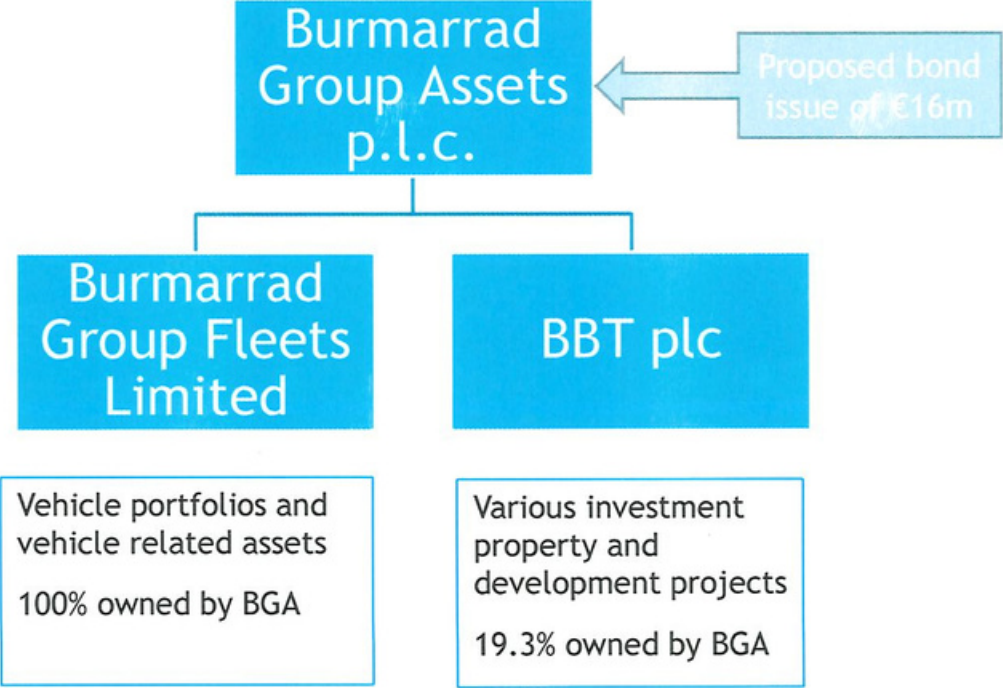 Burmarrad
Group Assets
p.l.c.
Proposed bond
issue of €16m
Burmarrad
Group Fleets
Limited
BBT plc
Vehicle portfolios and
vehicle related assets
100% owned by BGA
Various investment
property and
development projects
19.3% owned by BGA